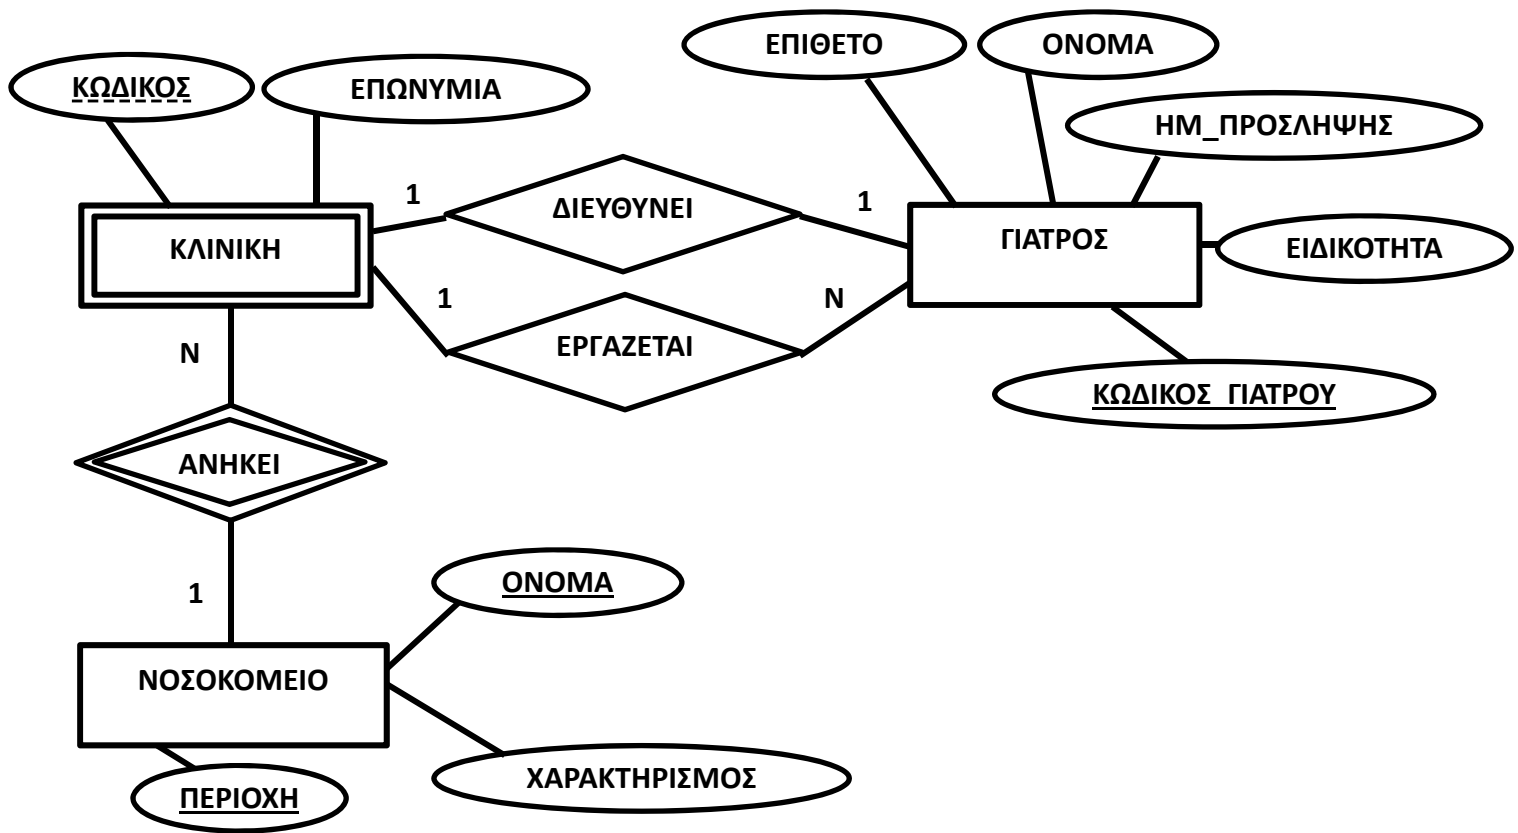 ΕΠΙΘΕΤΟ
ΟΝΟΜΑ
ΚΩΔΙΚΟΣ
ΕΠΩΝΥΜΙΑ
ΗΜ_ΠΡΟΣΛΗΨΗΣ
1
ΔΙΕΥΘΥΝΕΙ
1
ΚΛΙΝΙΚΗ
ΓΙΑΤΡΟΣ
ΕΙΔΙΚΟΤΗΤΑ
1
Ν
ΕΡΓΑΖΕΤΑΙ
Ν
ΚΩΔΙΚΟΣ_ΓΙΑΤΡΟΥ
ΑΝΗΚΕΙ
1
ΟΝΟΜΑ
ΝΟΣΟΚΟΜΕΙΟ
ΧΑΡΑΚΤΗΡΙΣΜΟΣ
ΠΕΡΙΟΧΗ